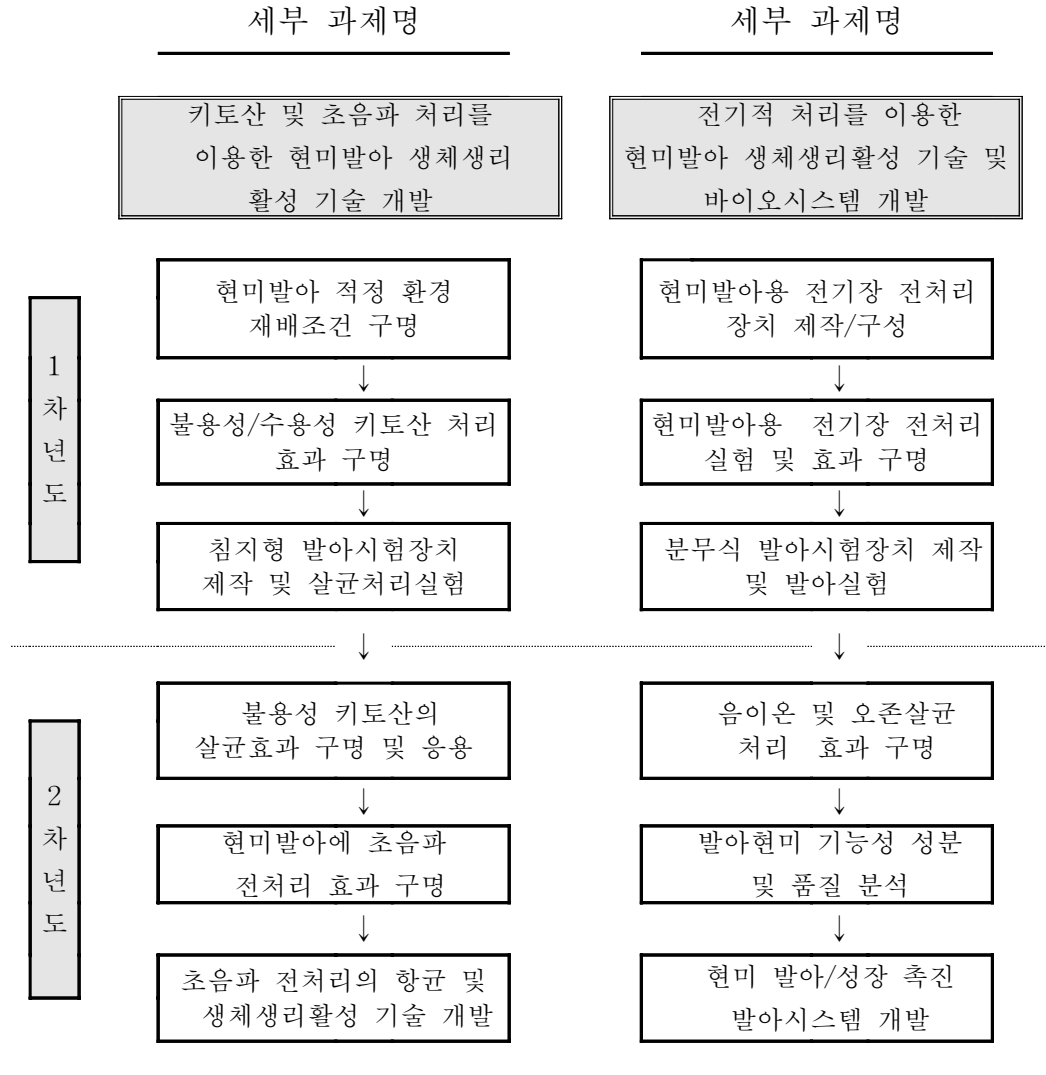 세부 과제명
키토산 및 초음파 처리를
이용한 현미발아 생체생리
활성 기술 개발
세부 과제명
전기적 처리를 이용한
현미발아 생체생리활성 기술 및
바이오시스템 개발
1
차
년
도
현미발아 적정 환경
재배조건 구명
↓
불용성/수용성 키토산 처리
효과 구명
↓
침지형 발아시험장치
제작 및 살균처리실험
↓
현미발아용 전기장 전처리
장치 제작/구성
↓
현미발아용 전기장 전처리
실험 및 효과 구명
↓
분무식 발아시험장치 제작
및 발아실험
↓
2
차
년
도
불용성 키토산의
살균효과 구명 및 응용
↓
현미발아에 초음파
전처리 효과 구명
↓
초음파 전처리의 항균 및
생체생리활성 기술 개발
음이온 및 오존살균
처리 효과 구명
↓
발아현미 기능성 성분
및 품질 분석
↓
현미 발아/성장 촉진
발아시스템 개발